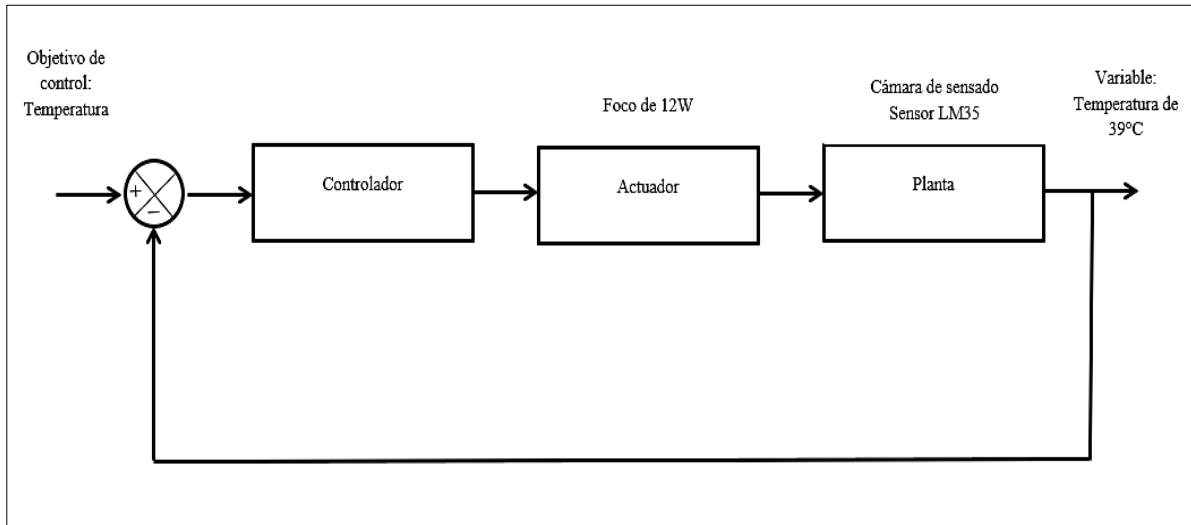 Objetivo de
control:
Temperatura
Foco de 12W
Cámara de sensado
Sensor LM35
Variable:
Temperatura de
39°C
+
−
Controlador
Actuador
Planta